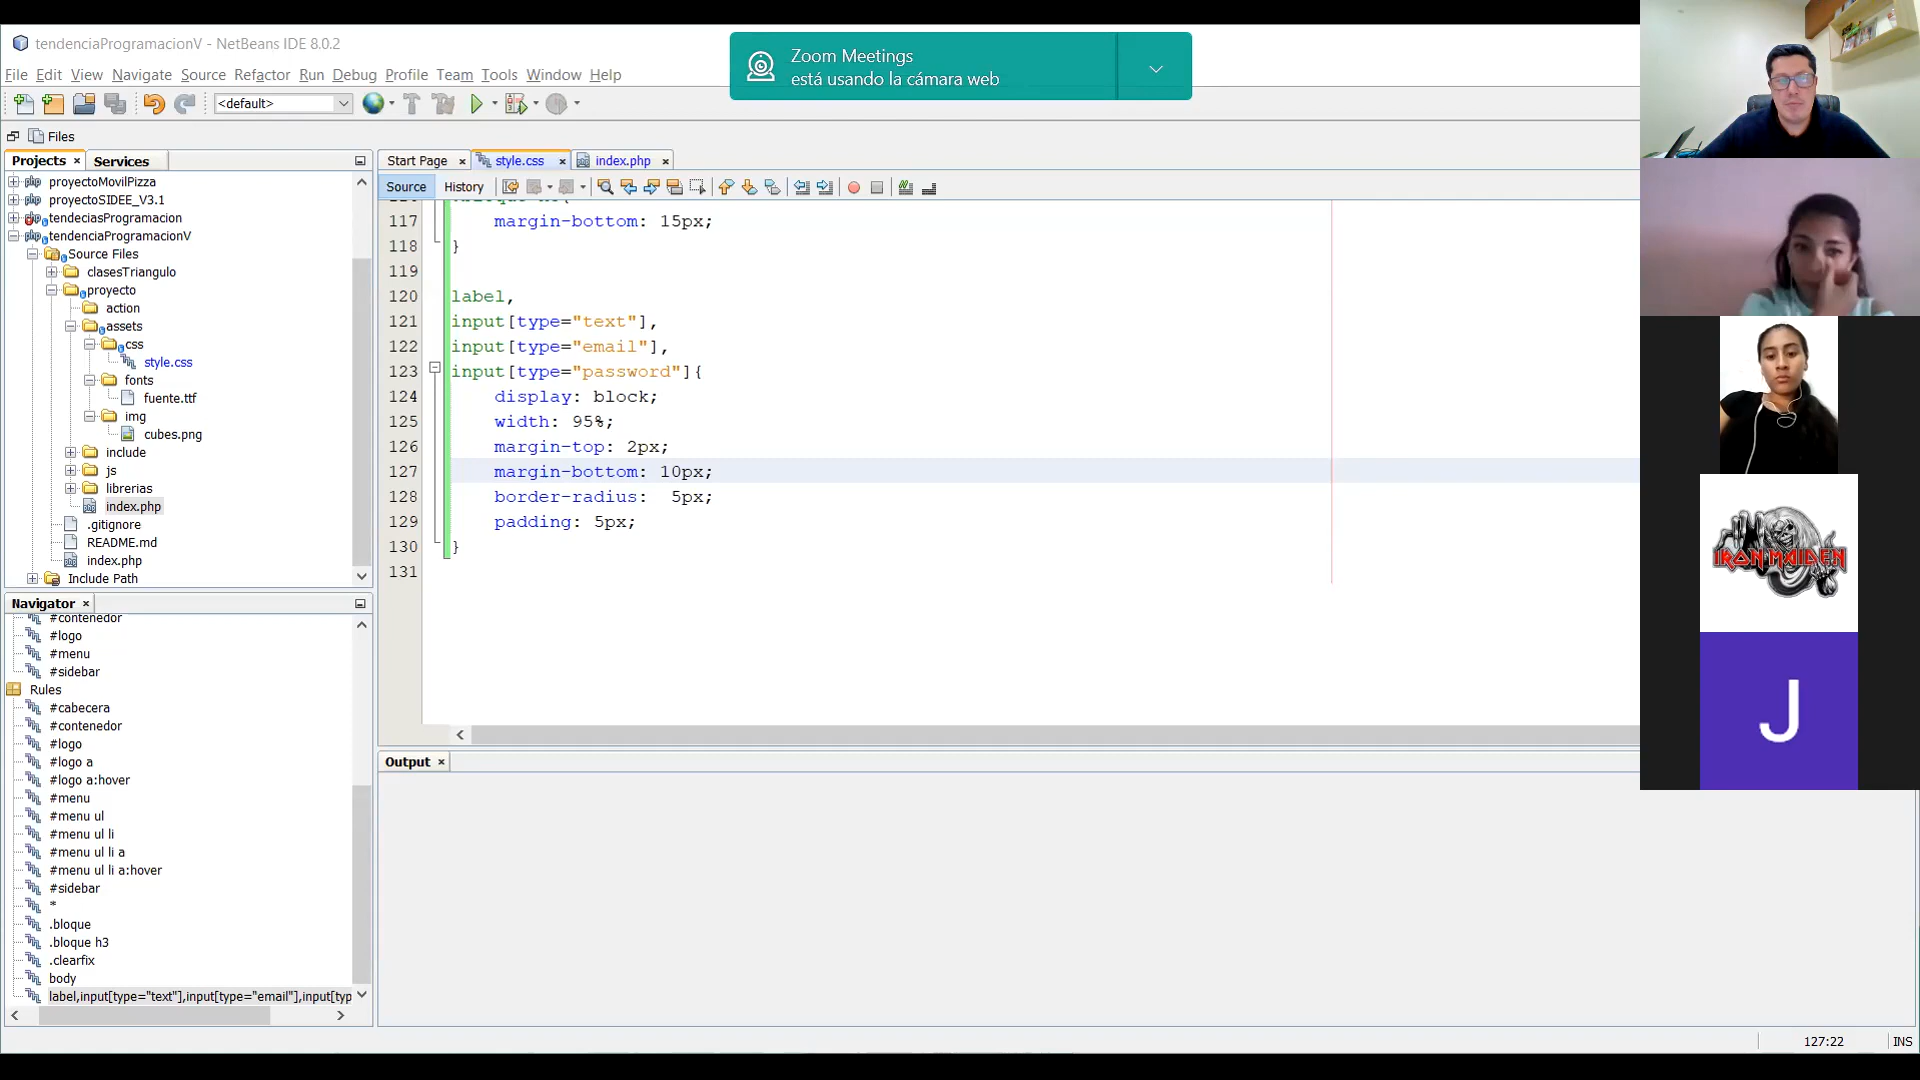 tendenciaProgramacionV - NetBeans IDE 8.0.2
File Edit View Navigate Source Refactor Run Debug Profile Team Tools Window Help
Zoom Meetings
está usando la cámara web
<default>
Files
Projects
Services
proyectoMovilPizza
proyectoSIDEE_V3.1
tendeciasProgramacion
tendenciaProgramacionV
Source Files
clasesTriangulo
proyecto
action
assets
css
style.css
fonts
fuente.ttf
img
cubes.png
include
js
librerias
index.php
.gitignore
README.md
index.php
Include Path
Navigator
#contenedor
#logo
#menu
#sidebar
Rules
#cabecera
#contenedor
#logo
#logo a
#logo a:hover
#menu
#menu ul
#menu ul li
#menu ul li a
#menu ul li a:hover
#sidebar
*
.bloque
.bloque h3
.clearfix
body
label,input[type="text"],input[type="email"],input[typ
Start Page style.css index.php
Source History
117 margin-bottom: 15px;
118 }
119
120 label,
121 input[type="text"],
122 input[type="email"],
123 input[type="password"]{
124 display: block;
125 width: 95%;
126 margin-top: 2px;
127 margin-bottom: 10px;
128 border-radius:  5px;
129 padding: 5px;
130 }
131
Output
IRON MAIDEN
J
127:22 INS